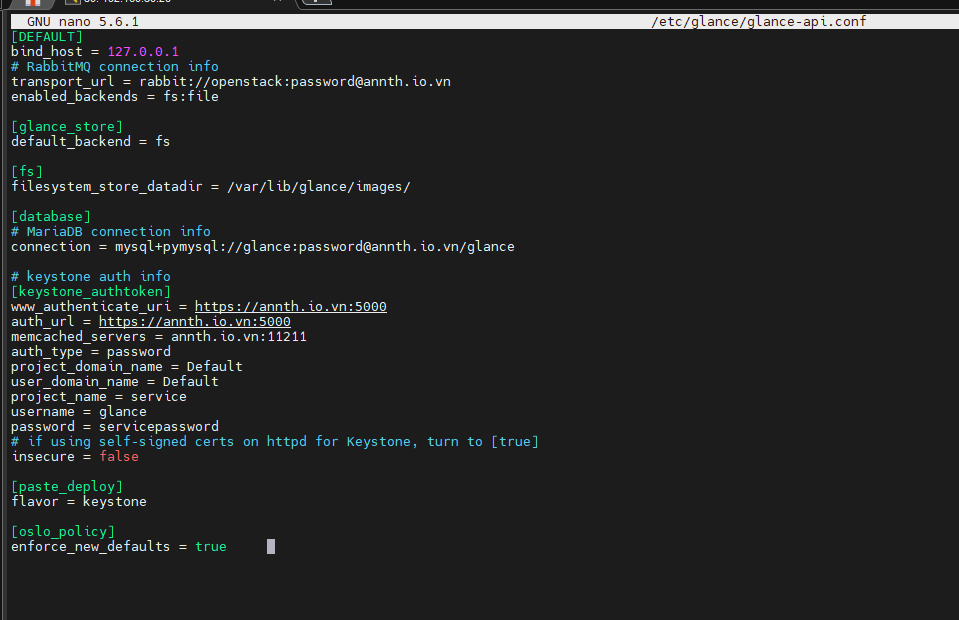 GNU nano 5.6.1 /etc/glance/glance-api.conf
[DEFAULT]
bind_host = 127.0.0.1
# RabbitMQ connection info
transport_url = rabbit://openstack:password@annth.io.vn
enabled_backends = fs:file
[glance_store]
default_backend = fs
[fs]
filesystem_store_datadir = /var/lib/glance/images/
[database]
# MariaDB connection info
connection = mysql+pymysql://glance:password@annth.io.vn/glance
# keystone auth info
[keystone_authtoken]
www_authenticate_uri = https://annth.io.vn:5000
auth_url = https://annth.io.vn:5000
memcached_servers = annth.io.vn:11211
auth_type = password
project_domain_name = Default
user_domain_name = Default
project_name = service
username = glance
password = servicepassword
# if using self-signed certs on httpd for Keystone, turn to [true]
insecure = false
[paste_deploy]
flavor = keystone
[oslo_policy]
enforce_new_defaults = true